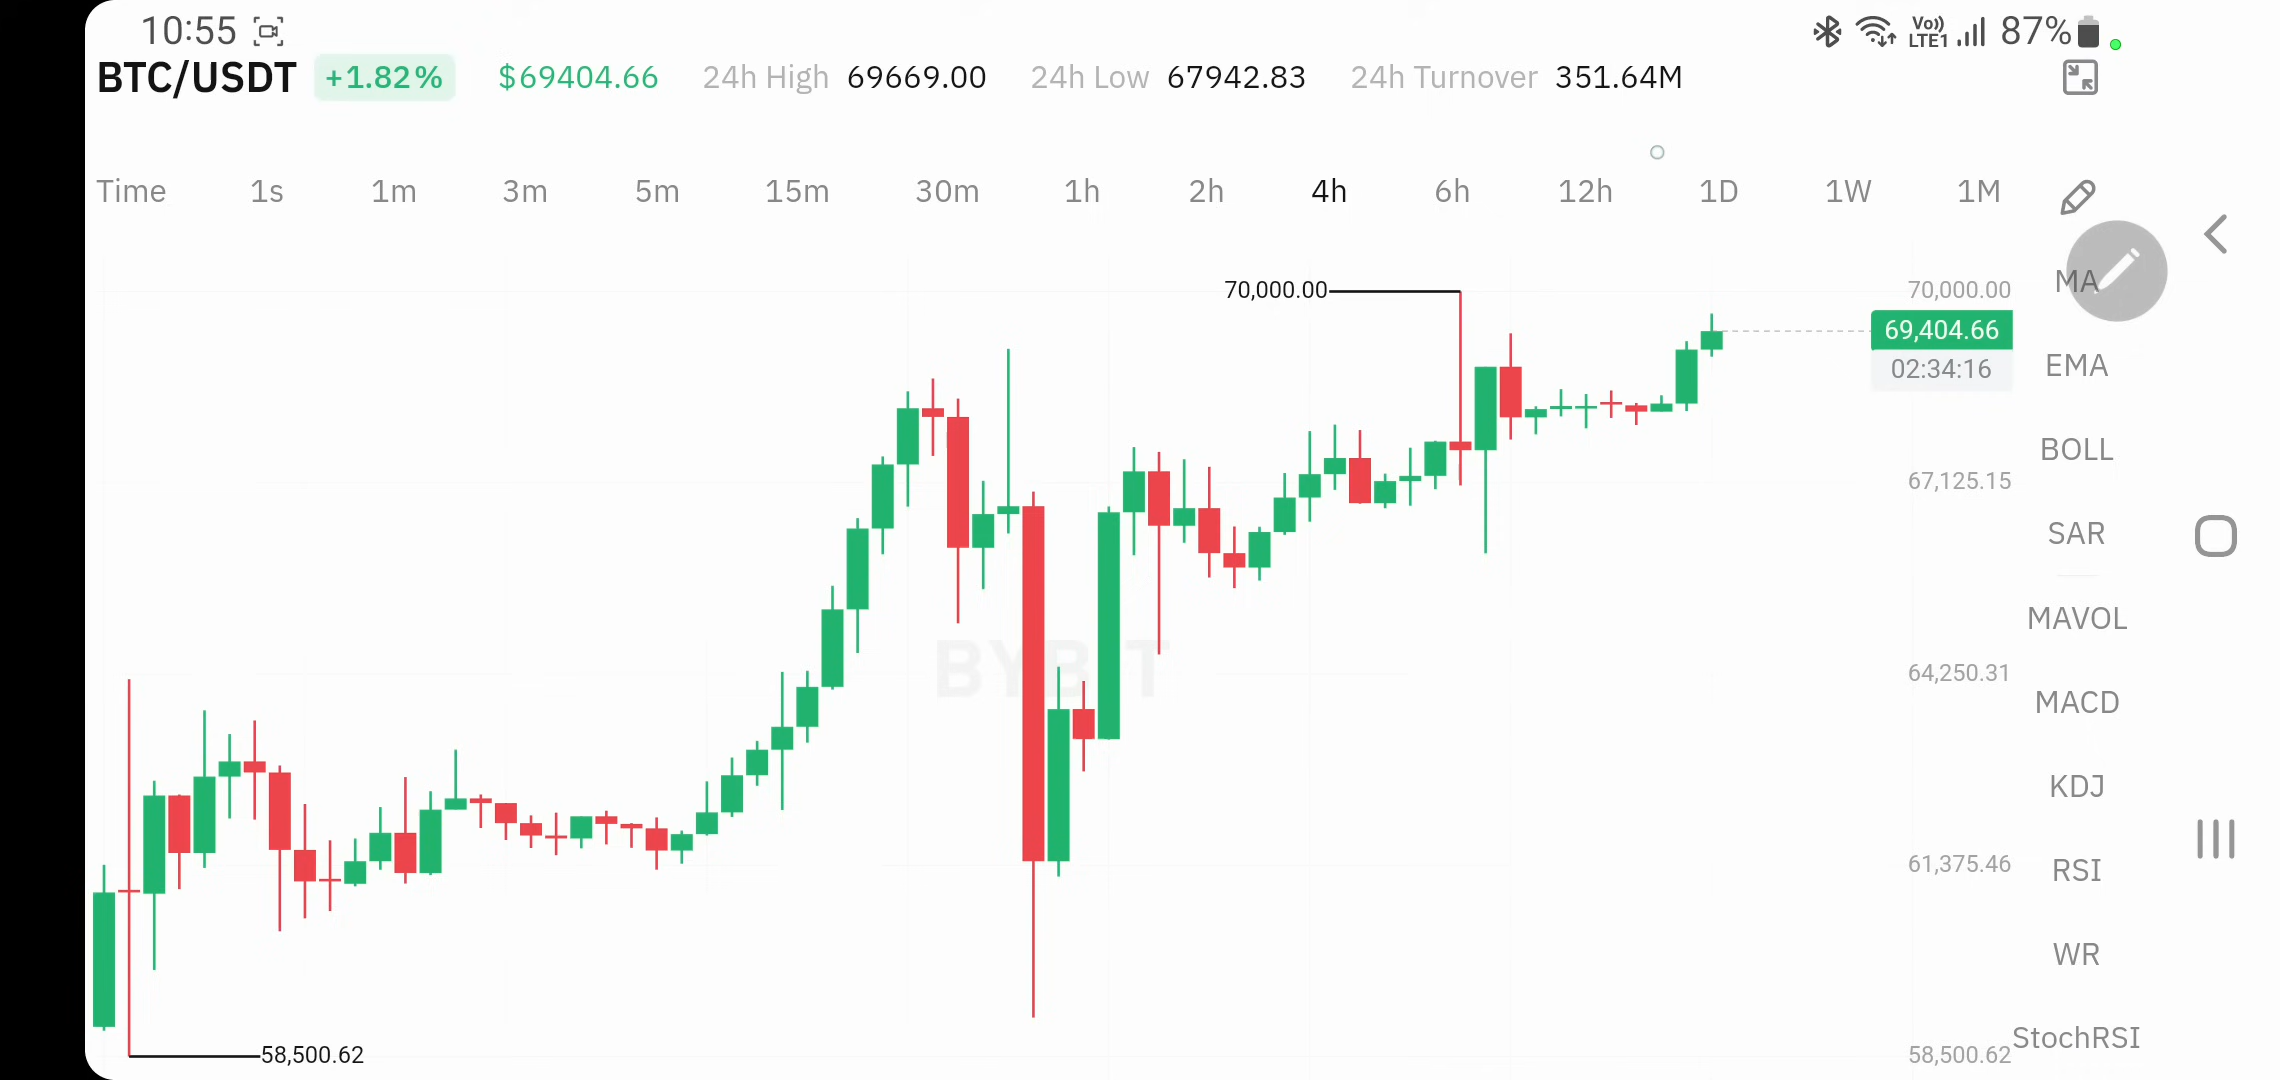 10:55 Vo)) LTE1 87%
BTC/USDT +1.82% $69404.66 24h High 69669.00 24h Low 67942.83 24h Turnover 351.64M
Time 1s 1m 3m 5m 15m 30m 1h 2h 4h 6h 12h 1D 1W 1M
70,000.00 70,000.00 MA
69,404.66
02:34:16 EMA
BOLL
67,125.15
SAR
MAVOL
BYBIT 64,250.31
MACD
KDJ
61,375.46 RSI
WR
StochRSI
58,500.62 58,500.62